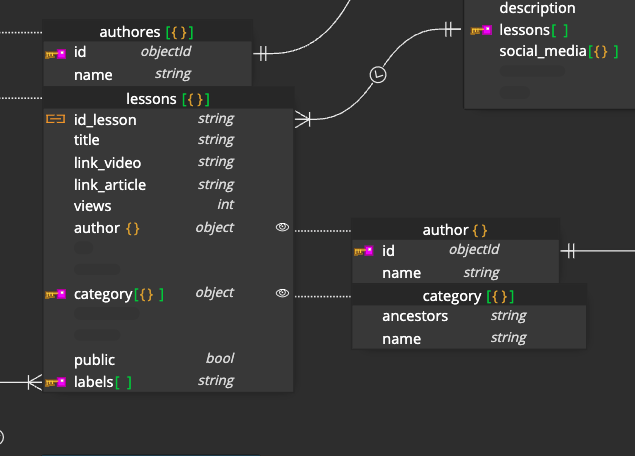 description
lessons[ ]
social_media[{} ]
authores [{}]
id objectId
name string
lessons [{}]
id_lesson string
title string
link_video string
link_article string
views int
author {} object
category[{} ] object
public bool
labels[ ] string
author {}
id objectId
name string
category [{}]
ancestors string
name string